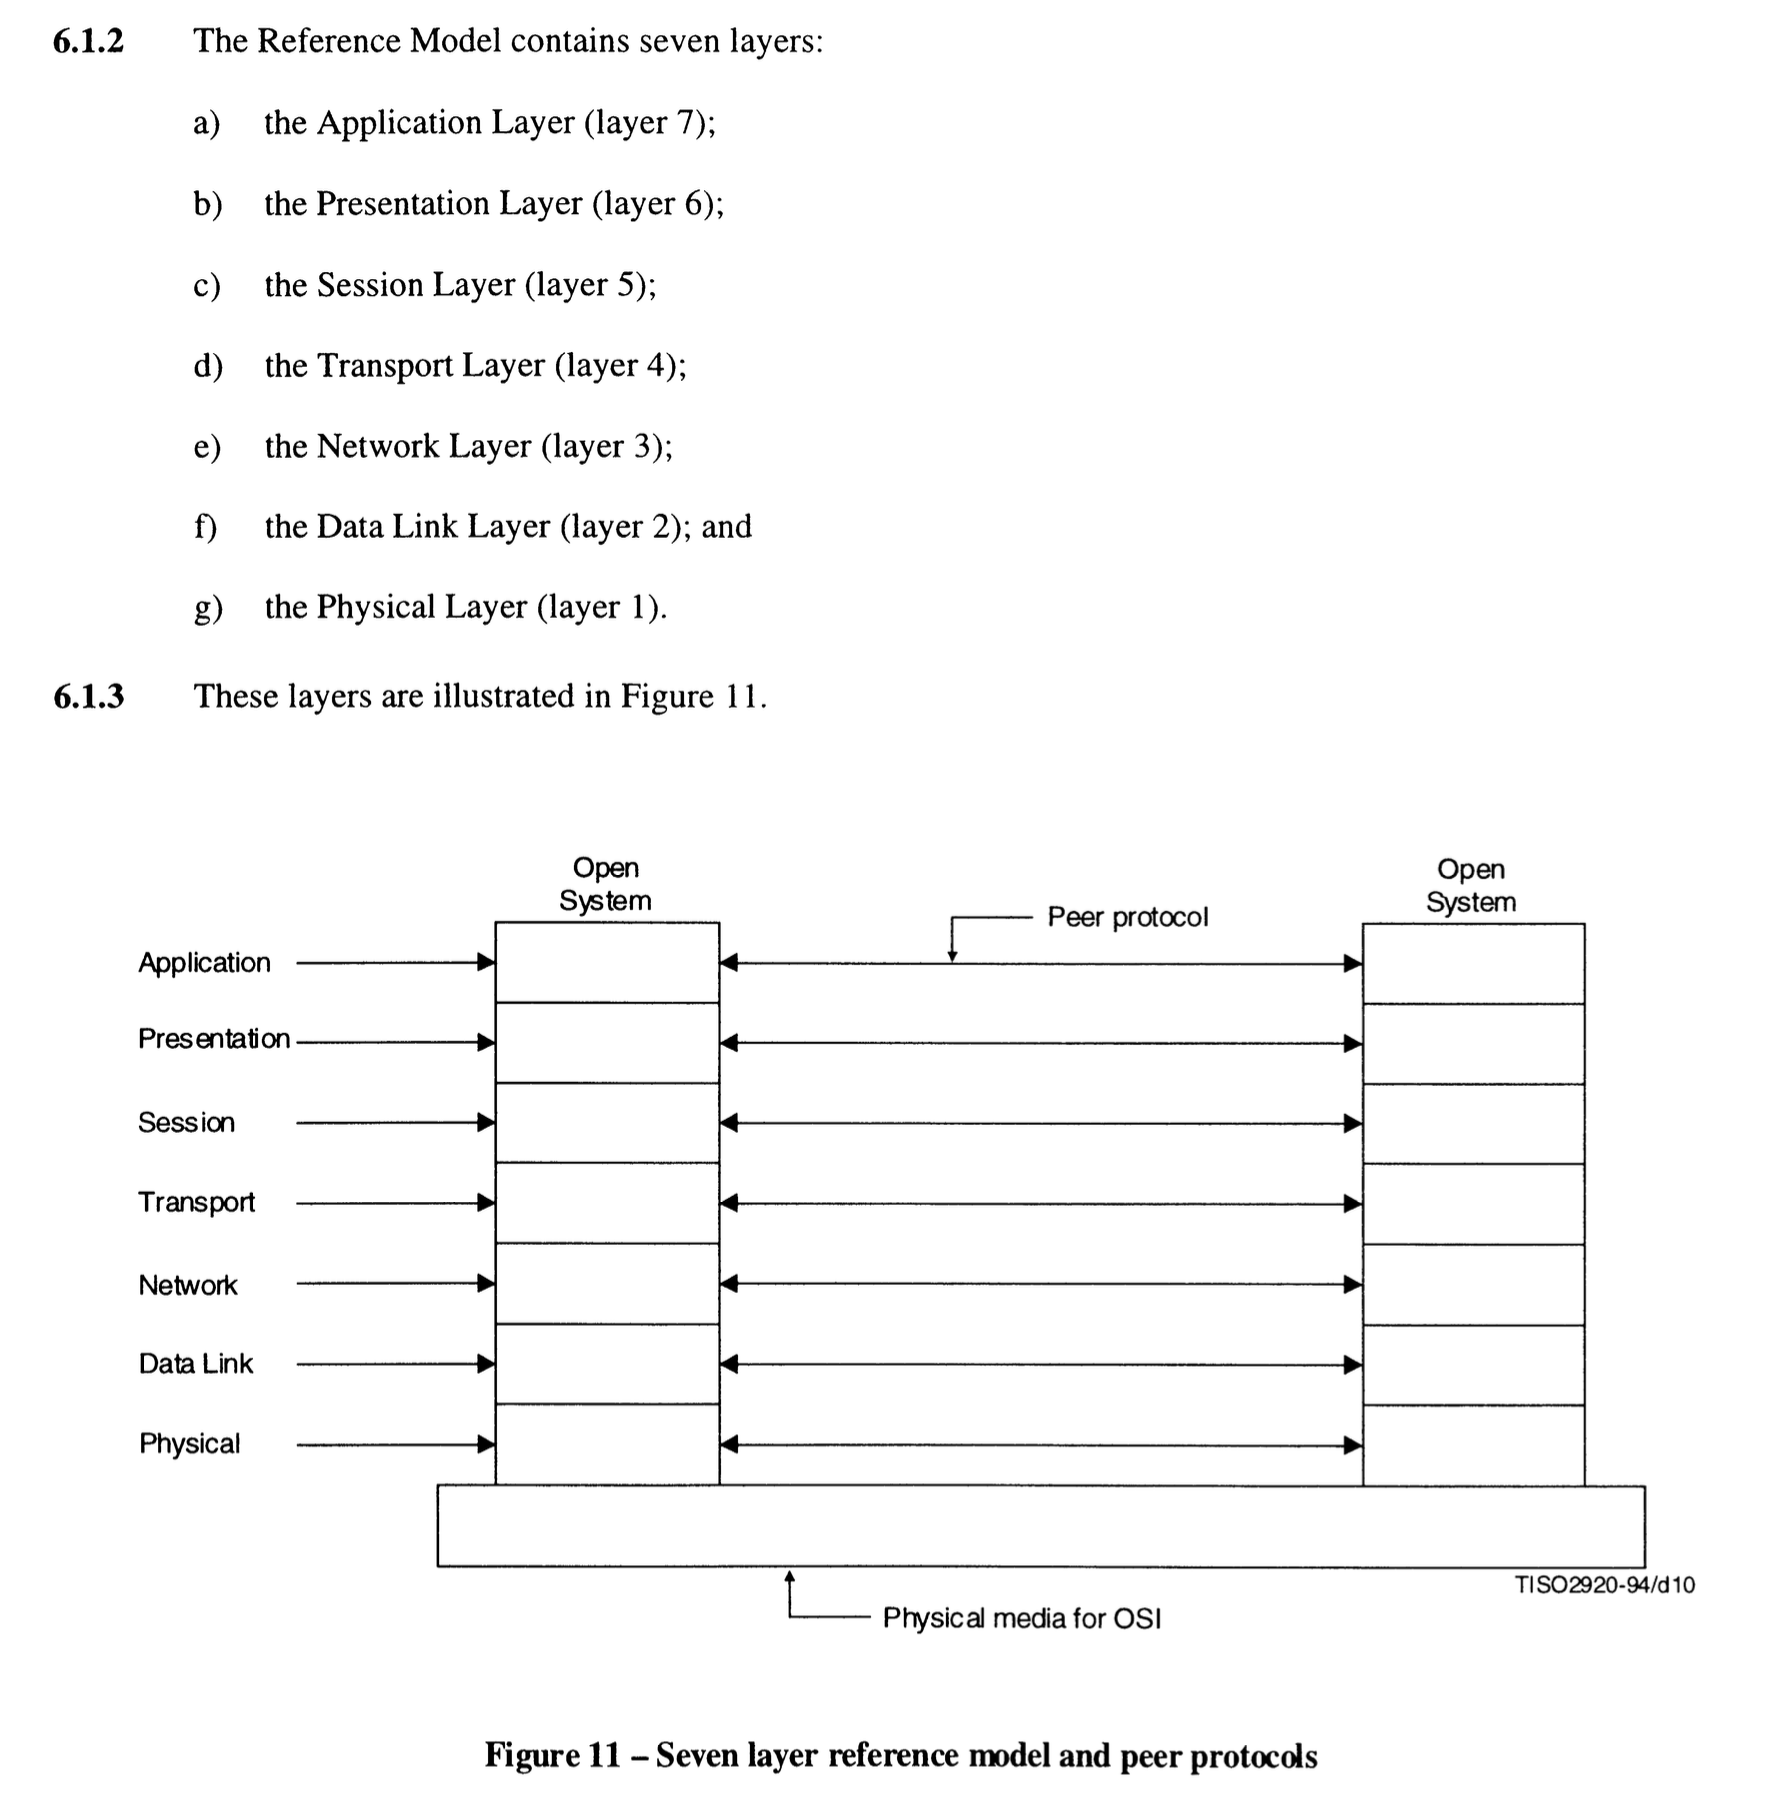 6.1.2 The Reference Model contains seven layers:
a) the Application Layer (layer 7);
b) the Presentation Layer (layer 6);
c) the Session Layer (layer 5);
d) the Transport Layer (layer 4);
e) the Network Layer (layer 3);
f) the Data Link Layer (layer 2); and
g) the Physical Layer (layer 1).
6.1.3 These layers are illustrated in Figure 11.
Open
System
Open
System
Peer protocol
Application
Presentation
Session
Transport
Network
Data Link
Physical
TISO2920-94/d10
Physical media for OSI
Figure 11 – Seven layer reference model and peer protocols